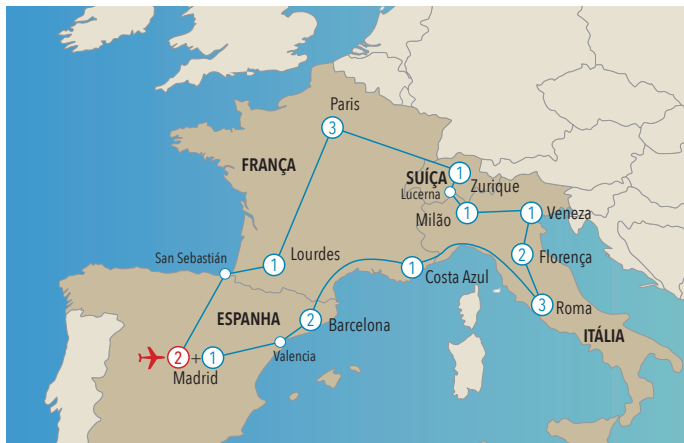 Paris
3
FRANÇA
1
SUÍÇA
Zurique
Lucerna
Milão
1
1
Veneza
San Sebastián
1
Lourdes
2
Florença
1
Costa Azul
ESPANHA
2
Barcelona
3
Roma
ITÁLIA
2
+
1
Madrid
Valencia